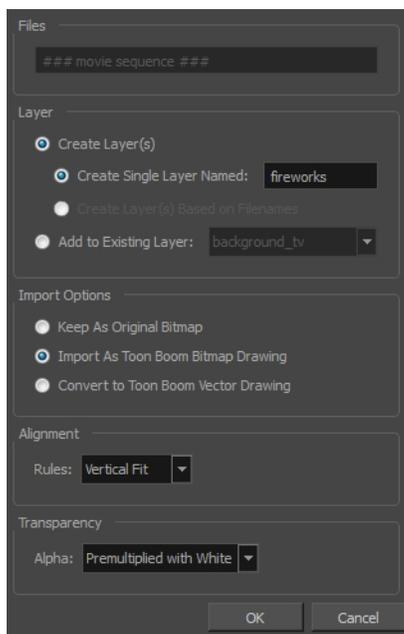 Files
### movie sequence ###
Layer
Create Layer(s)
Create Single Layer Named: fireworks
Create Layer(s) Based on Filenames
Add to Existing Layer: background_tv
Import Options
Keep As Original Bitmap
Import As Toon Boom Bitmap Drawing
Convert to Toon Boom Vector Drawing
Alignment
Rules: Vertical Fit
Transparency
Alpha: Premultiplied with White
OK Cancel